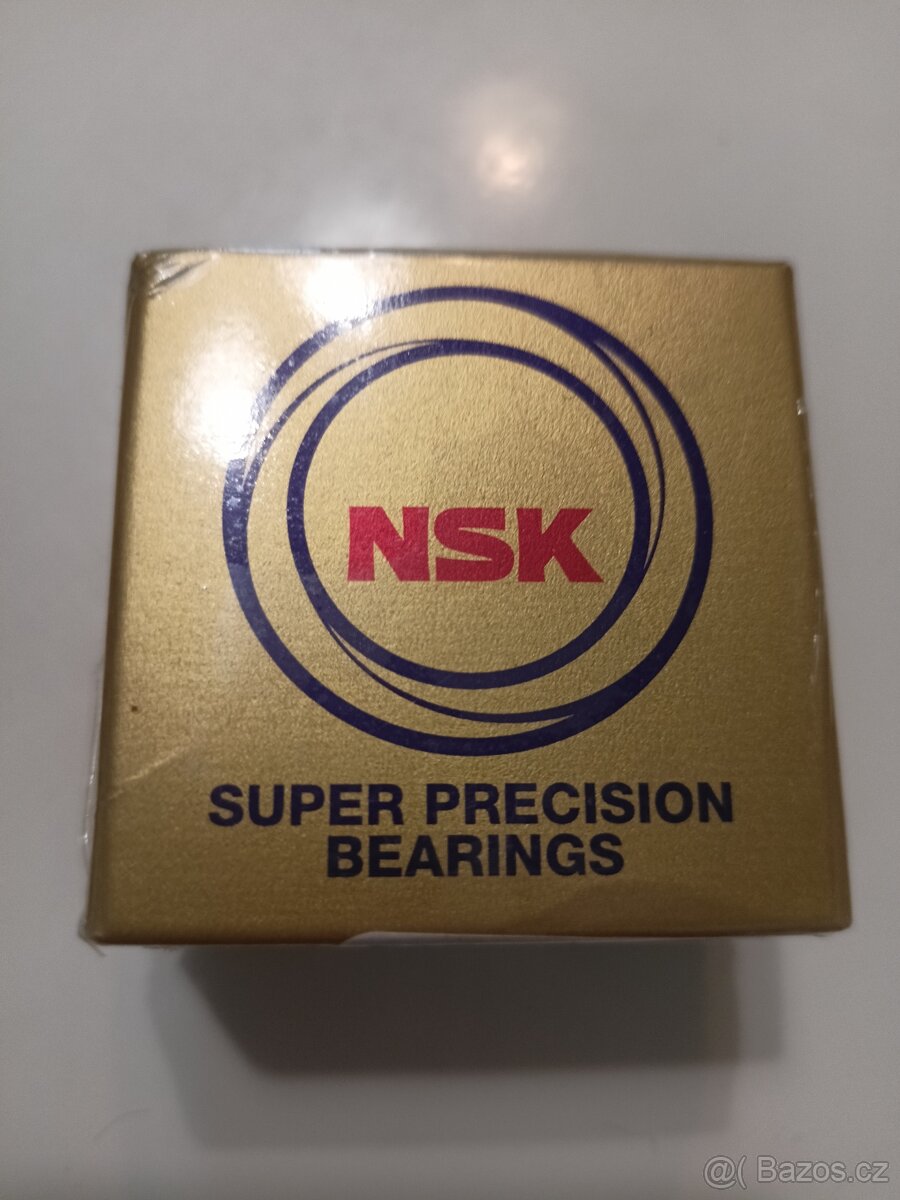 NSK
SUPER PRECISION
BEARINGS
@( Bazos.cz